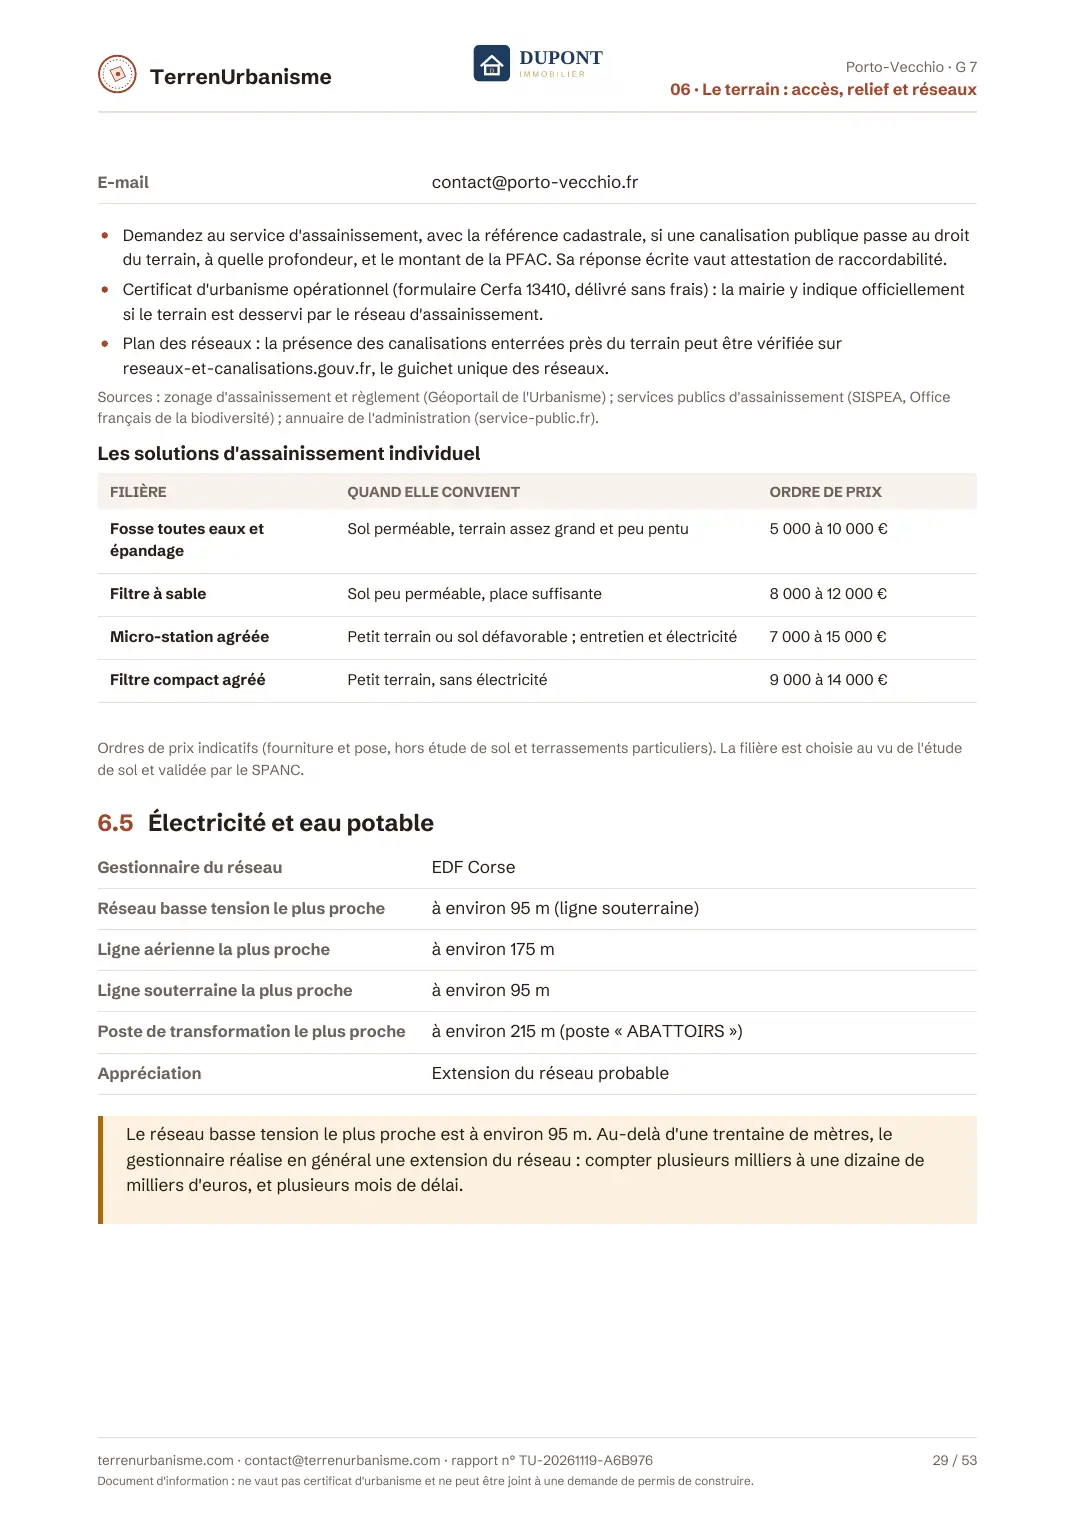 TerrenUrbanisme
DUPONT
IMMOBILIER
Porto-Vecchio · G 7
06 · Le terrain : accès, relief et réseaux
E-mail contact@porto-vecchio.fr
• Demandez au service d'assainissement, avec la référence cadastrale, si une canalisation publique passe au droit
du terrain, à quelle profondeur, et le montant de la PFAC. Sa réponse écrite vaut attestation de raccordabilité.
• Certificat d'urbanisme opérationnel (formulaire Cerfa 13410, délivré sans frais) : la mairie y indique officiellement
si le terrain est desservi par le réseau d'assainissement.
• Plan des réseaux : la présence des canalisations enterrées près du terrain peut être vérifiée sur
reseaux-et-canalisations.gouv.fr, le guichet unique des réseaux.
Sources : zonage d'assainissement et règlement (Géoportail de l'Urbanisme) ; services publics d'assainissement (SISPEA, Office
français de la biodiversité) ; annuaire de l'administration (service-public.fr).
Les solutions d'assainissement individuel
FILIÈRE QUAND ELLE CONVIENT ORDRE DE PRIX
Fosse toutes eaux et Sol perméable, terrain assez grand et peu pentu 5 000 à 10 000 €
épandage
Filtre à sable Sol peu perméable, place suffisante 8 000 à 12 000 €
Micro-station agréée Petit terrain ou sol défavorable ; entretien et électricité 7 000 à 15 000 €
Filtre compact agréé Petit terrain, sans électricité 9 000 à 14 000 €
Ordres de prix indicatifs (fourniture et pose, hors étude de sol et terrassements particuliers). La filière est choisie au vu de l'étude
de sol et validée par le SPANC.
6.5 Électricité et eau potable
Gestionnaire du réseau EDF Corse
Réseau basse tension le plus proche à environ 95 m (ligne souterraine)
Ligne aérienne la plus proche à environ 175 m
Ligne souterraine la plus proche à environ 95 m
Poste de transformation le plus proche à environ 215 m (poste « ABATTOIRS »)
Appréciation Extension du réseau probable
Le réseau basse tension le plus proche est à environ 95 m. Au-delà d'une trentaine de mètres, le
gestionnaire réalise en général une extension du réseau : compter plusieurs milliers à une dizaine de
milliers d'euros, et plusieurs mois de délai.
terrenurbanisme.com · contact@terrenurbanisme.com · rapport n° TU-20261119-A6B976 29 / 53
Document d'information : ne vaut pas certificat d'urbanisme et ne peut être joint à une demande de permis de construire.